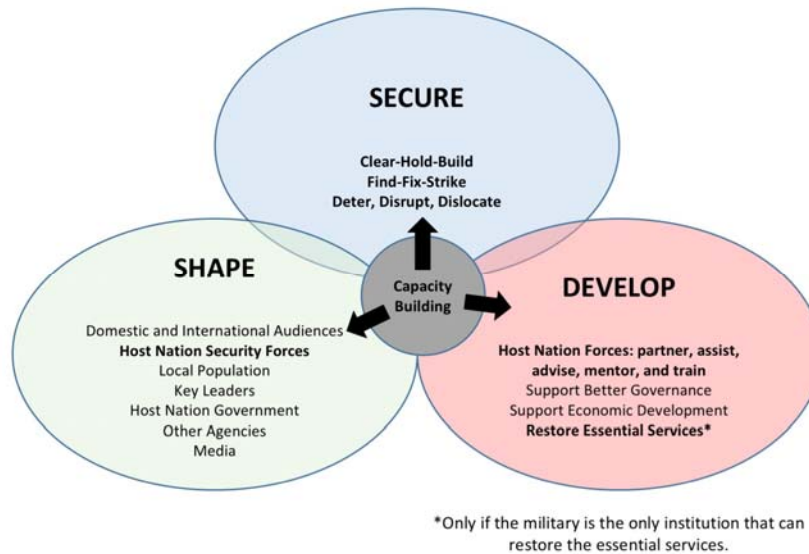 SECURE
Clear-Hold-Build
Find-Fix-Strike
Deter, Disrupt, Dislocate
Capacity
Building
SHAPE
Domestic and International Audiences
Host Nation Security Forces
Local Population
Key Leaders
Host Nation Government
Other Agencies
Media
DEVELOP
Host Nation Forces: partner, assist,
advise, mentor, and train
Support Better Governance
Support Economic Development
Restore Essential Services*
*Only if the military is the only institution that can
restore the essential services.